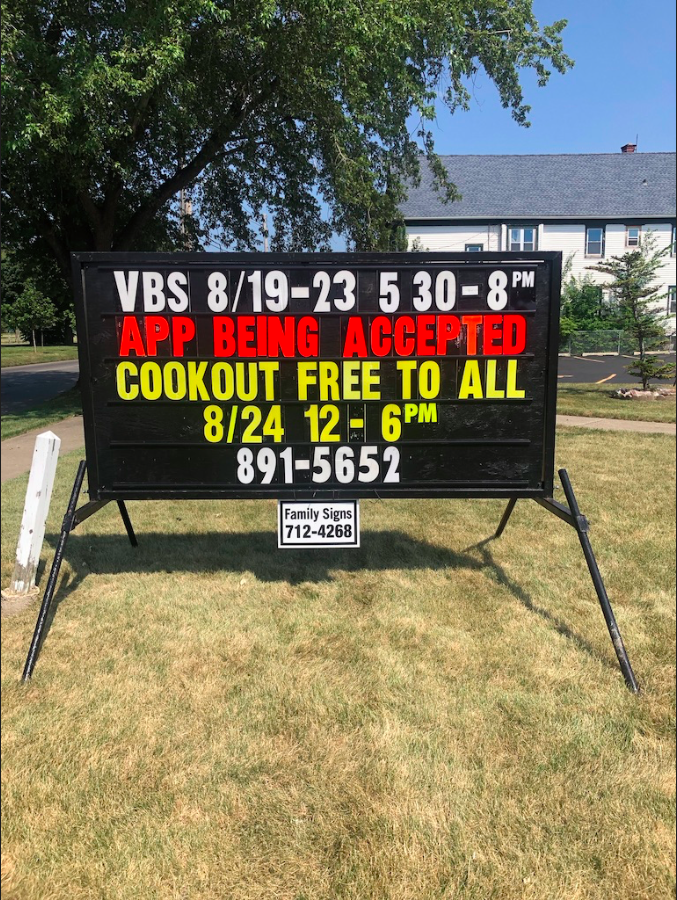 VBS 8/19-23 5 30-8PM
APP BEING ACCEPTED
COOKOUT FREE TO ALL
8/24 12-6PM
891-5652
Family Signs
712-4268